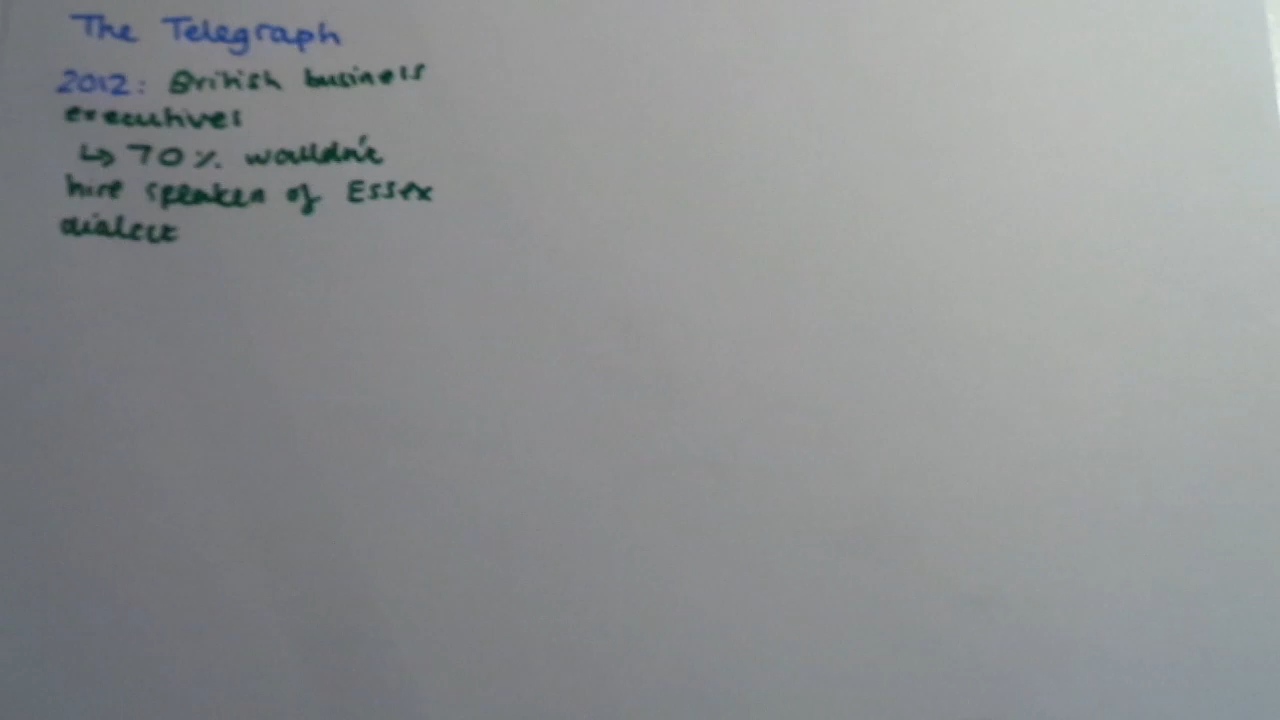 The Telegraph
2012: British business
executives
↳ 70% wouldn't
hire speaker of Essex
dialect